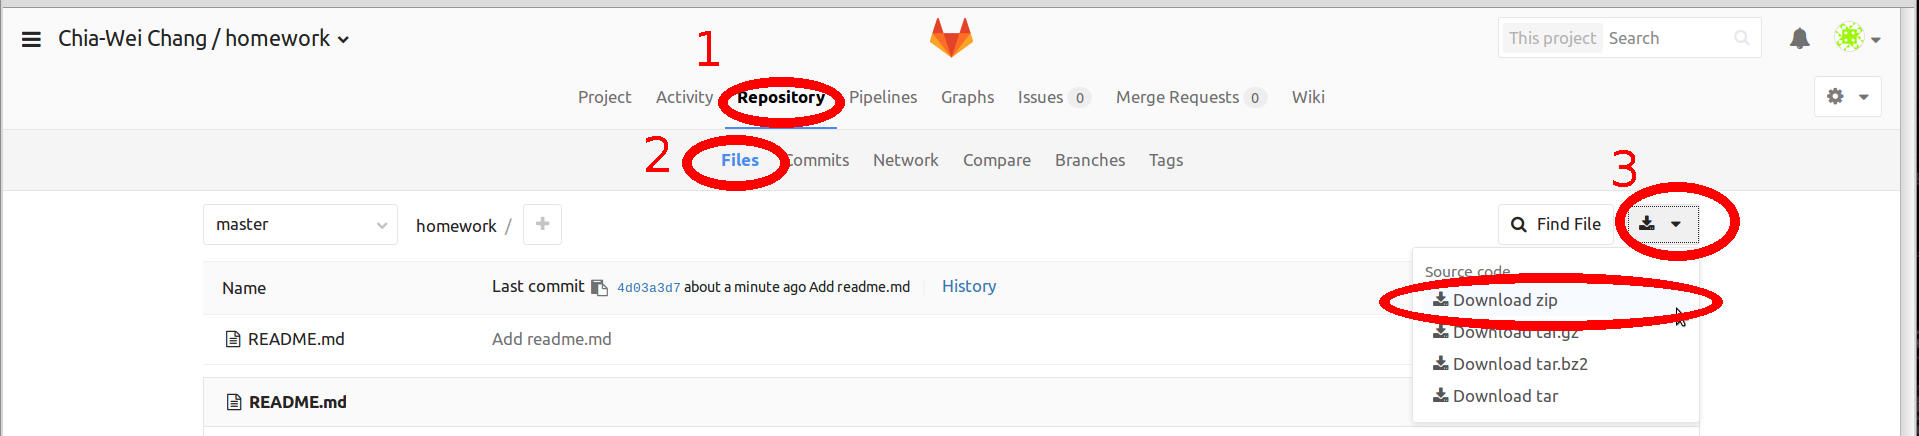 Chia-Wei Chang / homework
This project Search
1
Project Activity Repository Pipelines Graphs Issues 0 Merge Requests 0 Wiki
2
Files Commits Network Compare Branches Tags
3
master homework / + Find File
Source code
Download zip
Download tar.gz
Download tar.bz2
Download tar
Name Last commit 4d03a3d7 about a minute ago Add readme.md History
README.md Add readme.md
README.md